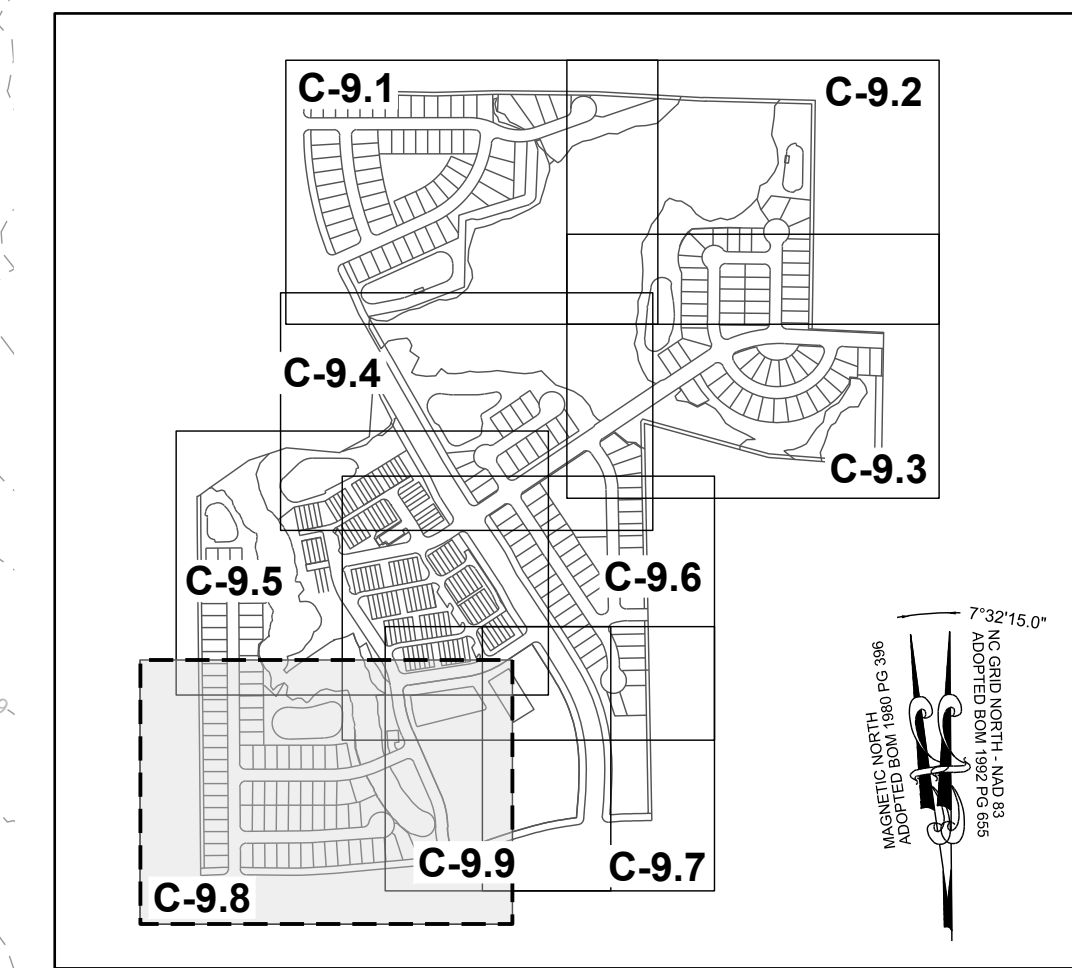 C-9.1
C-9.2
C-9.4
C-9.3
C-9.5
C-9.6
7°32'15.0"
MAGNETIC NORTH
ADOPTED BOM 1980 PG 396
NC GRID NORTH - NAD 83
ADOPTED BOM 1992 PG 655
C-9.9
C-9.7
C-9.8